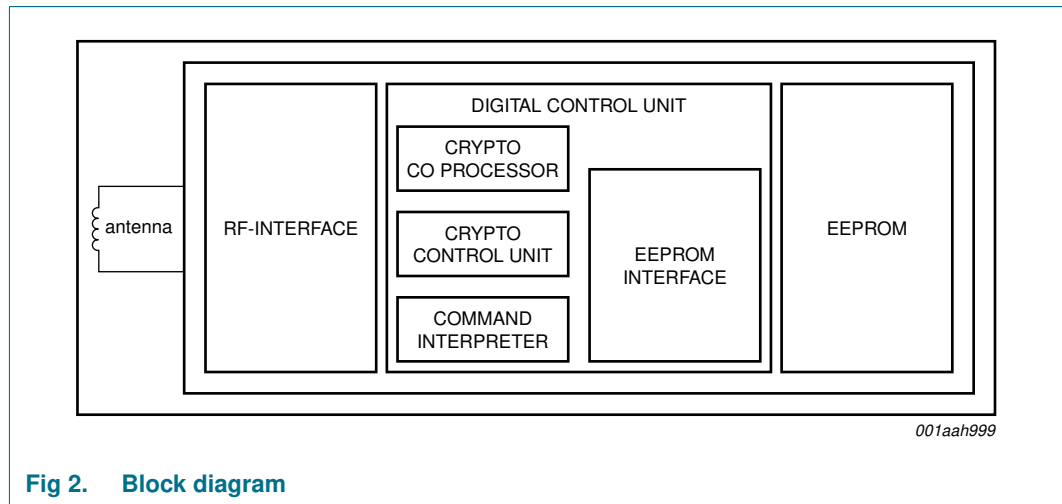 DIGITAL CONTROL UNIT
CRYPTO
CO PROCESSOR
antenna
RF-INTERFACE
CRYPTO
CONTROL UNIT
EEPROM
INTERFACE
EEPROM
COMMAND
INTERPRETER
001aah999
Fig 2. Block diagram